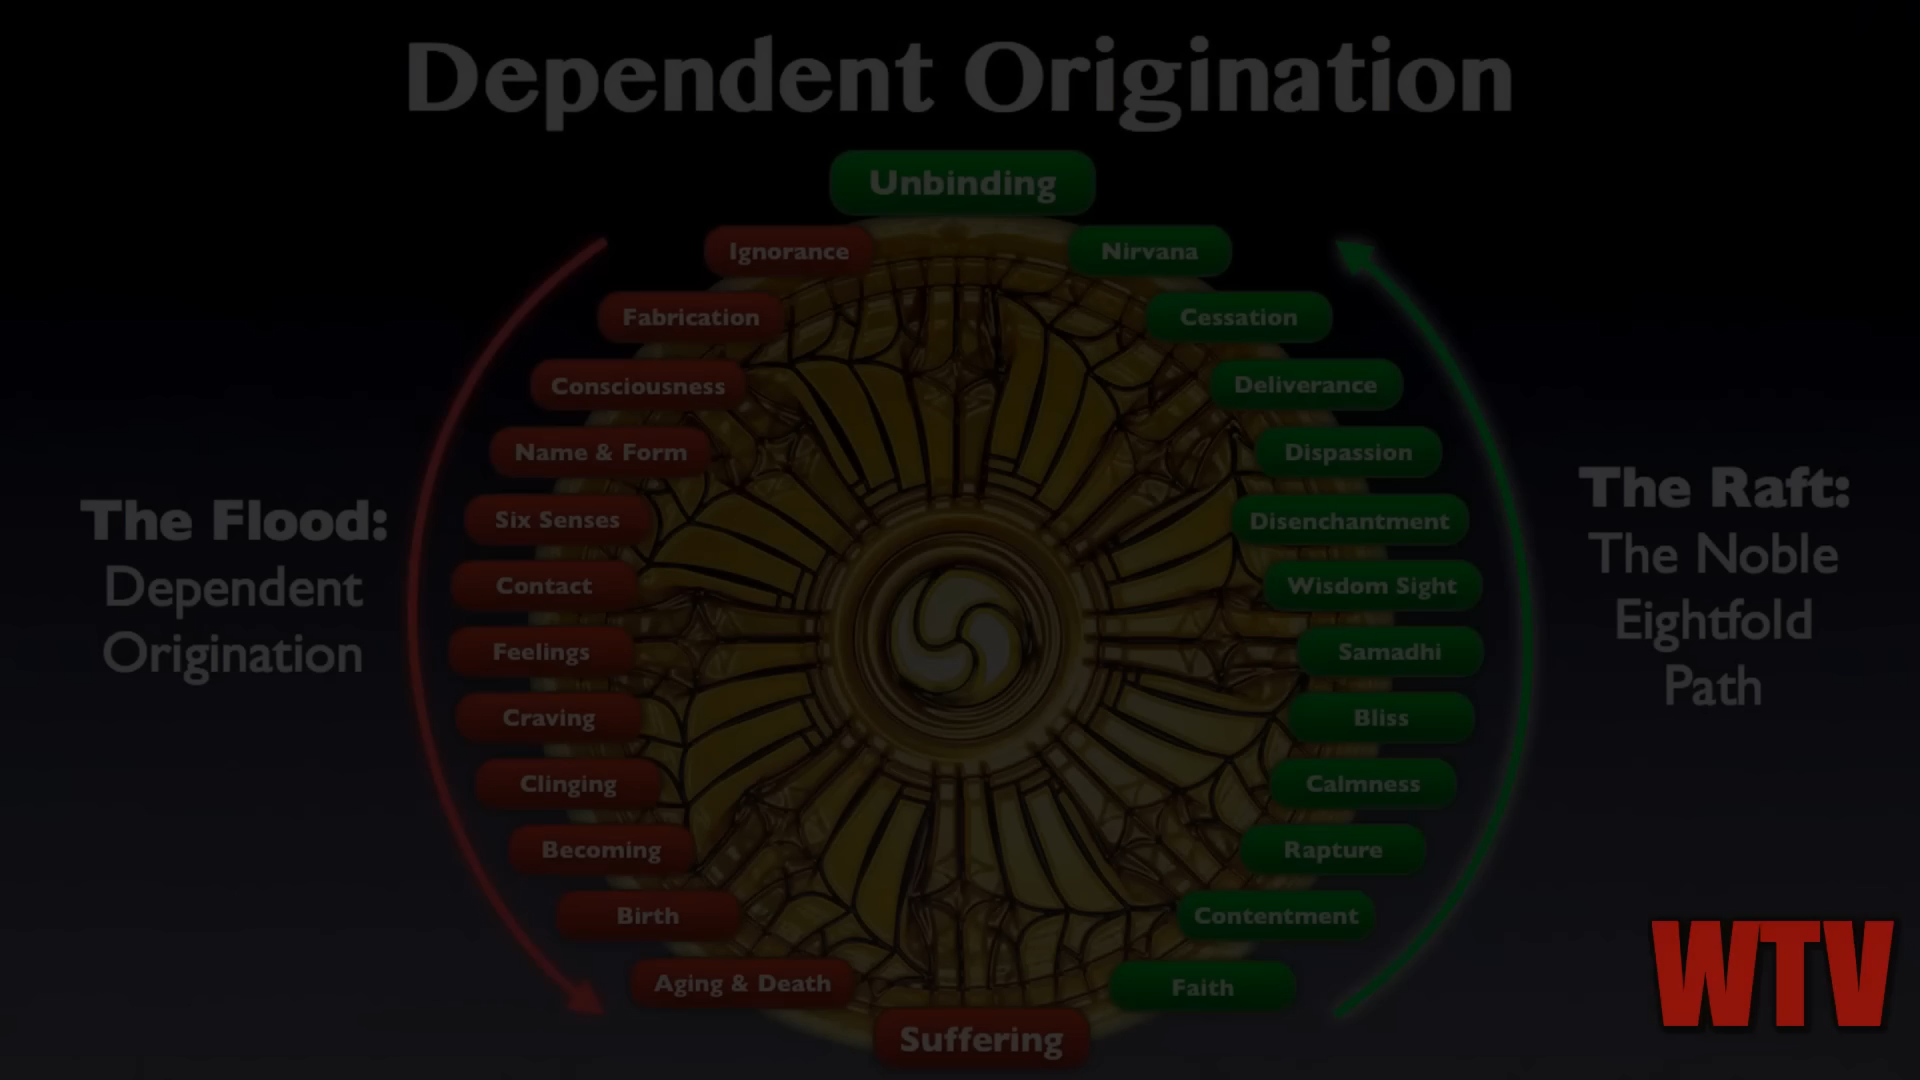 Dependent Origination
Unbinding
Ignorance
Fabrication
Consciousness
Name & Form
Six Senses
Contact
Feelings
Craving
Clinging
Becoming
Birth
Aging & Death
Suffering
Nirvana
Cessation
Deliverance
Dispassion
Disenchantment
Wisdom Sight
Samadhi
Bliss
Calmness
Rapture
Contentment
Faith
The Flood:
Dependent
Origination
The Raft:
The Noble
Eightfold
Path
WTV